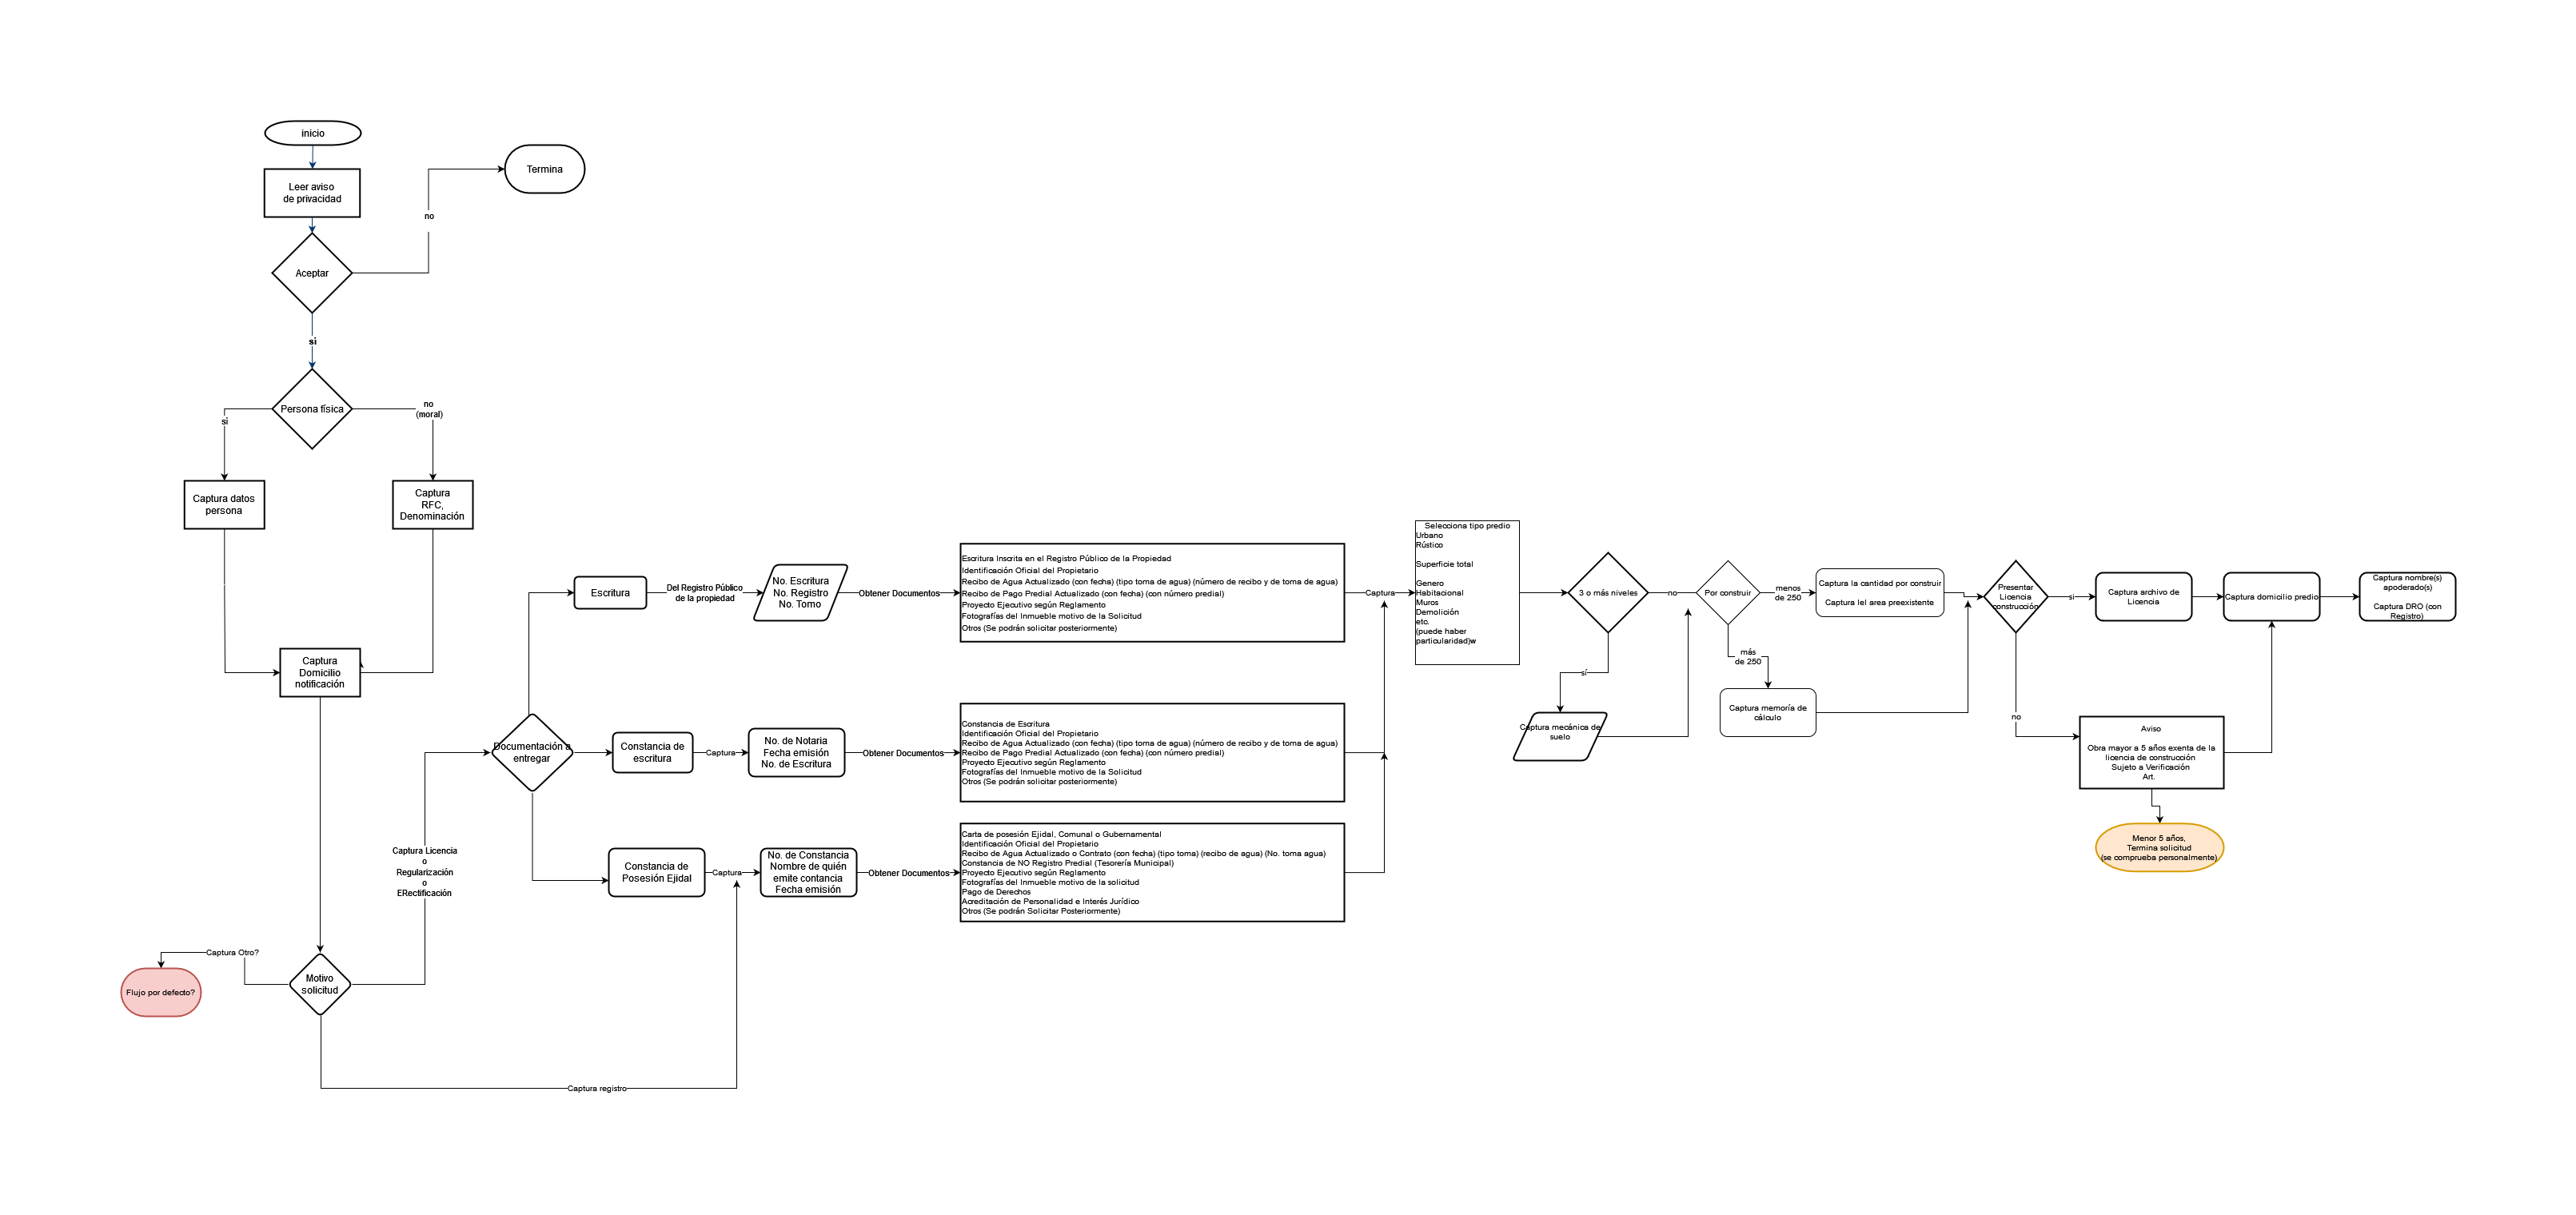 inicio
Leer aviso
de privacidad
Aceptar
no
Termina
sí
Persona física
sí
no
(moral)
Captura datos
persona
Captura
RFC,
Denominación
Captura
Domicilio
notificación
Motivo
solicitud
Captura Otro?
Flujo por defecto?
Captura Licencia
o
Regularización
o
ERectificación
Captura registro
Documentación a
entregar
Escritura
Del Registro Público
de la propiedad
No. Escritura
No. Registro
No. Tomo
Obtener Documentos
Escritura Inscrita en el Registro Público de la Propiedad
Identificación Oficial del Propietario
Recibo de Agua Actualizado (con fecha) (tipo toma de agua) (número de recibo y de toma de agua)
Recibo de Pago Predial Actualizado (con fecha) (con número predial)
Proyecto Ejecutivo según Reglamento
Fotografías del Inmueble motivo de la Solicitud
Otros (Se podrán solicitar posteriormente)
Constancia de
escritura
Captura
No. de Notaria
Fecha emisión
No. de Escritura
Obtener Documentos
Constancia de Escritura
Identificación Oficial del Propietario
Recibo de Agua Actualizado (con fecha) (tipo toma de agua) (número de recibo y de toma de agua)
Recibo de Pago Predial Actualizado (con fecha) (con número predial)
Proyecto Ejecutivo según Reglamento
Fotografías del Inmueble motivo de la Solicitud
Otros (Se podrán solicitar posteriormente)
Constancia de
Posesión Ejidal
Captura
No. de Constancia
Nombre de quién
emite contancia
Fecha emisión
Obtener Documentos
Carta de posesión Ejidal, Comunal o Gubernamental
Identificación Oficial del Propietario
Recibo de Agua Actualizado o Contrato (con fecha) (tipo toma) (recibo de agua) (No. toma agua)
Constancia de NO Registro Predial (Tesorería Municipal)
Proyecto Ejecutivo según Reglamento
Fotografías del Inmueble motivo de la solicitud
Pago de Derechos
Acreditación de Personalidad e Interés Jurídico
Otros (Se podrán Solicitar Posteriormente)
Captura
Selecciona tipo predio
Urbano
Rústico
Superficie total
Genero
Habitacional
Muros
Demolición
etc.
(puede haber
particularidad)w
3 o más niveles
no
sí
Captura mecánica de
suelo
Por construir
menos
de 250
más
de 250
Captura memoría de
cálculo
Captura la cantidad por construir
Captura lel area preexistente
Presentar
Licencia
construcción
si
no
Captura archivo de
Licencia
Captura domicilio predio
Captura nombre(s)
apoderado(s)
Captura DRO (con
Registro)
Aviso
Obra mayor a 5 años exenta de la
licencia de construcción
Sujeto a Verificación
Art.
Menor 5 años,
Termina solicitud
(se comprueba personalmente)